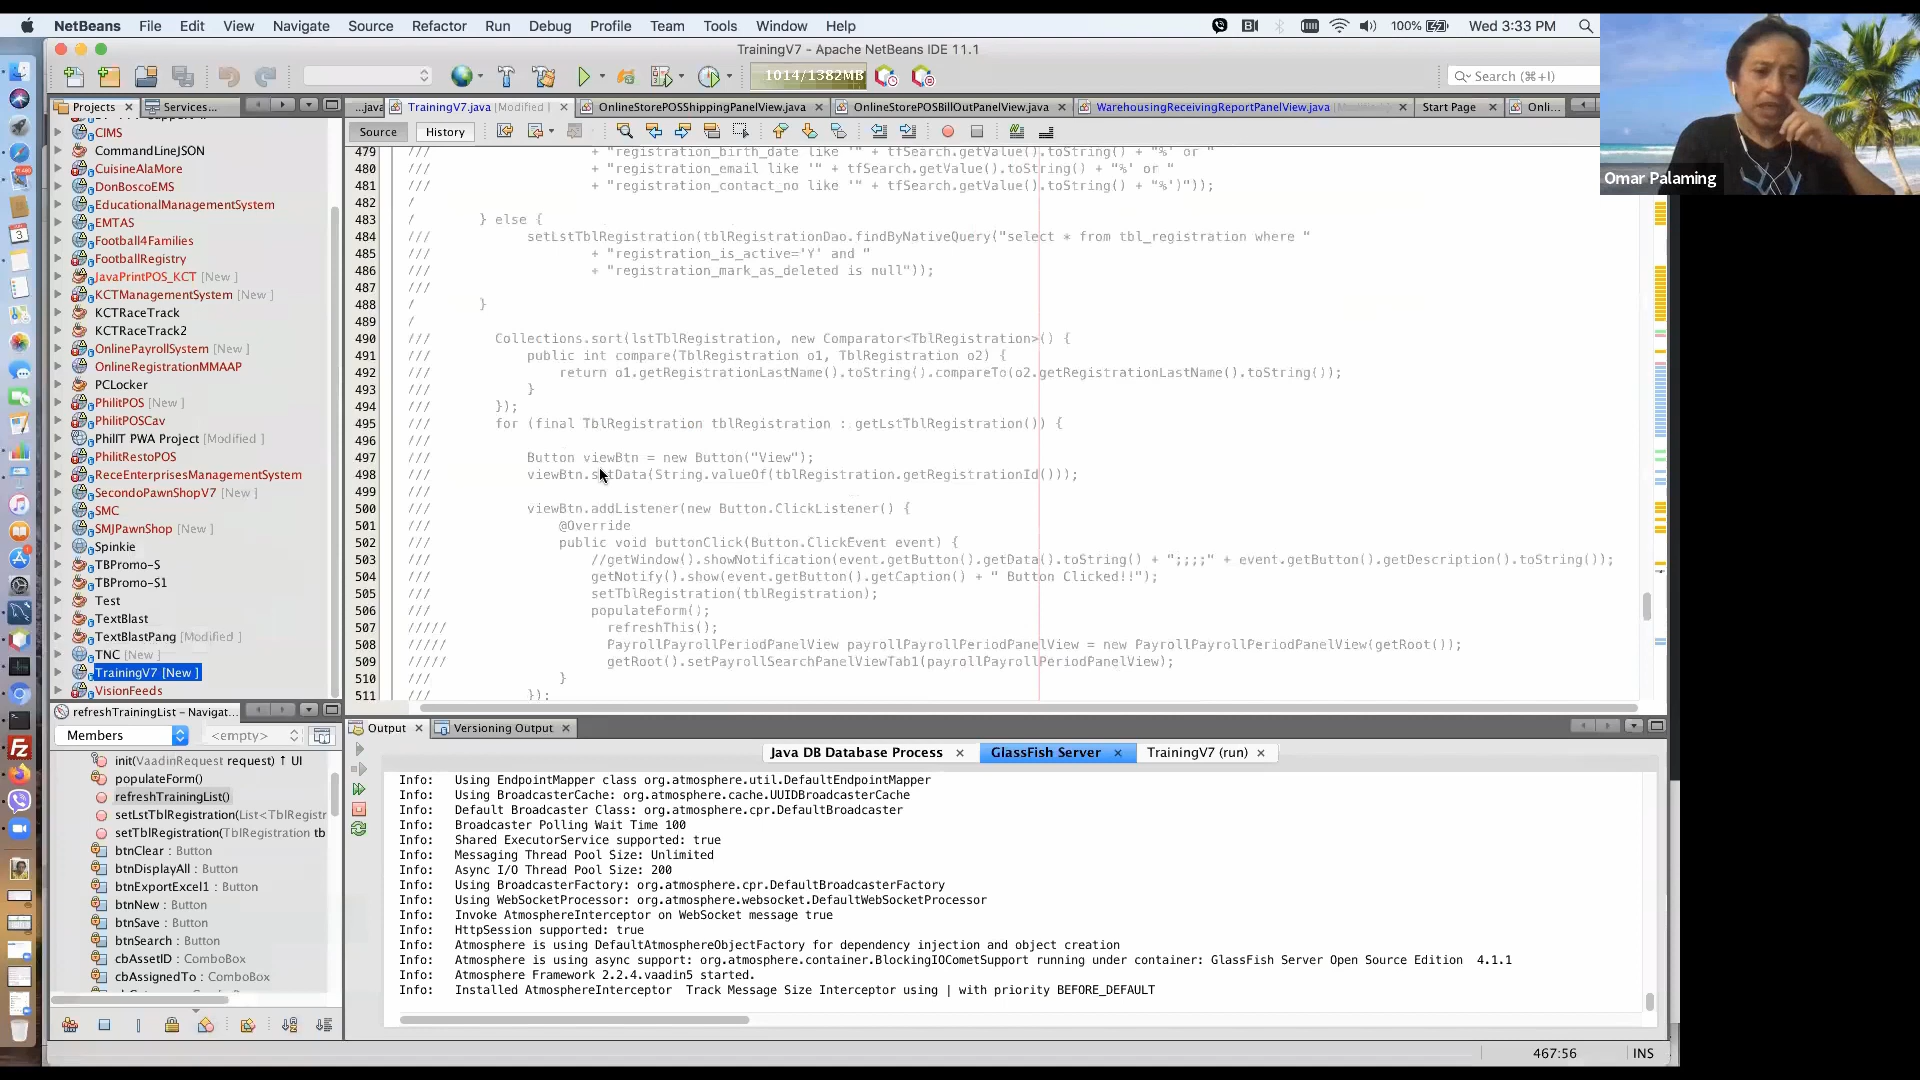 NetBeans File Edit View Navigate Source Refactor Run Debug Profile Team Tools Window Help 100% Wed 3:33 PM
TrainingV7 - Apache NetBeans IDE 11.1
1014/1382MB Search (⌘+I)
Projects Services... ...java TrainingV7.java [Modified] OnlineStorePOSShippingPanelView.java OnlineStorePOSBillOutPanelView.java WarehousingReceivingReportPanelView.java Start Page Onli...
Source History
CIMS
CommandLineJSON
CuisineAlaMore
DonBoscoEMS
EducationalManagementSystem
EMTAS
Football4Families
FootballRegistry
JavaPrintPOS_KCT [New ]
KCTManagementSystem [New ]
KCTRaceTrack
KCTRaceTrack2
OnlinePayrollSystem [New ]
OnlineRegistrationMMAAP
PCLocker
PhilitPOS [New ]
PhilitPOSCav
PhilIT PWA Project [Modified ]
PhilitRestoPOS
ReceEnterprisesManagementSystem
SecondoPawnShopV7 [New ]
SMC
SMJPawnShop [New ]
Spinkie
TBPromo-S
TBPromo-S1
Test
TextBlast
TextBlastPang [Modified ]
TNC [New ]
TrainingV7 [New ]
VisionFeeds
479 /// + "registration_birth_date like '" + tfSearch.getValue().toString() + "%' or "
480 /// + "registration_email like '" + tfSearch.getValue().toString() + "%' or "
481 /// + "registration_contact_no like '" + tfSearch.getValue().toString() + "%')"));
482 /
483 /// } else {
484 /// setLstTblRegistration(tblRegistrationDao.findByNativeQuery("select * from tbl_registration where "
485 /// + "registration_is_active='Y' and "
486 /// + "registration_mark_as_deleted is null"));
487 ///
488 / }
489 /
490 /// Collections.sort(lstTblRegistration, new Comparator<TblRegistration>() {
491 /// public int compare(TblRegistration o1, TblRegistration o2) {
492 /// return o1.getRegistrationLastName().toString().compareTo(o2.getRegistrationLastName().toString());
493 /// }
494 /// });
495 /// for (final TblRegistration tblRegistration : getLstTblRegistration()) {
496 ///
497 /// Button viewBtn = new Button("View");
498 /// viewBtn.setData(String.valueOf(tblRegistration.getRegistrationId()));
499 ///
500 /// viewBtn.addListener(new Button.ClickListener() {
501 /// @Override
502 /// public void buttonClick(Button.ClickEvent event) {
503 /// //getWindow().showNotification(event.getButton().getData().toString() + ";;;;" + event.getButton().getDescription().toString());
504 /// getNotify().show(event.getButton().getCaption() + " Button Clicked!!");
505 /// setTblRegistration(tblRegistration);
506 /// populateForm();
507 ///// refreshThis();
508 ///// PayrollPayrollPeriodPanelView payrollPayrollPeriodPanelView = new PayrollPayrollPeriodPanelView(getRoot());
509 ///// getRoot().setPayrollSearchPanelViewTab1(payrollPayrollPeriodPanelView);
510 /// }
511 /// });
refreshTrainingList - Navigat...
Members <empty>
init(VaadinRequest request) ↑ UI
populateForm()
refreshTrainingList()
setLstTblRegistration(List<TblRegistr
setTblRegistration(TblRegistration tb
btnClear : Button
btnDisplayAll : Button
btnExportExcel1 : Button
btnNew : Button
btnSave : Button
btnSearch : Button
cbAssetID : ComboBox
cbAssignedTo : ComboBox
Output Versioning Output
Java DB Database Process GlassFish Server TrainingV7 (run)
Info: Using EndpointMapper class org.atmosphere.util.DefaultEndpointMapper
Info: Using BroadcasterCache: org.atmosphere.cache.UUIDBroadcasterCache
Info: Default Broadcaster Class: org.atmosphere.cpr.DefaultBroadcaster
Info: Broadcaster Polling Wait Time 100
Info: Shared ExecutorService supported: true
Info: Messaging Thread Pool Size: Unlimited
Info: Async I/O Thread Pool Size: 200
Info: Using BroadcasterFactory: org.atmosphere.cpr.DefaultBroadcasterFactory
Info: Using WebSocketProcessor: org.atmosphere.websocket.DefaultWebSocketProcessor
Info: Invoke AtmosphereInterceptor on WebSocket message true
Info: HttpSession supported: true
Info: Atmosphere is using DefaultAtmosphereObjectFactory for dependency injection and object creation
Info: Atmosphere is using async support: org.atmosphere.container.BlockingIOCometSupport running under container: GlassFish Server Open Source Edition 4.1.1
Info: Atmosphere Framework 2.2.4.vaadin5 started.
Info: Installed AtmosphereInterceptor Track Message Size Interceptor using | with priority BEFORE_DEFAULT
467:56 INS
Omar Palaming